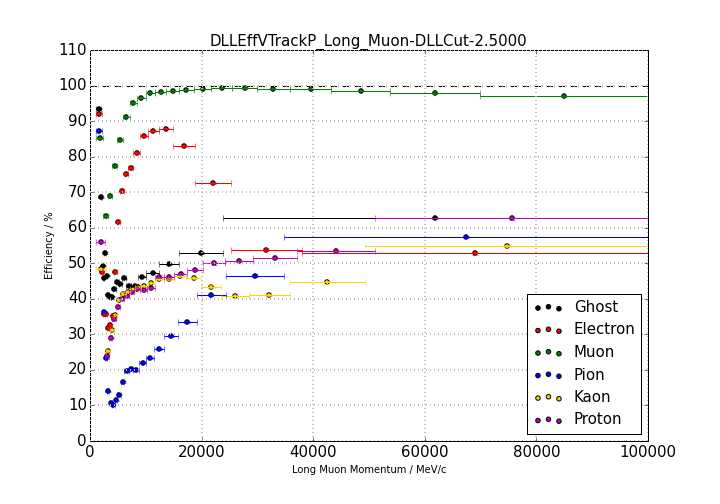 DLLEffVTrackP_Long_Muon-DLLCut-2.5000
110
100
90
80
70
60
50
40
30
20
10
0
Efficiency / %
0 20000 40000 60000 80000 100000
Long Muon Momentum / MeV/c
Ghost
Electron
Muon
Pion
Kaon
Proton